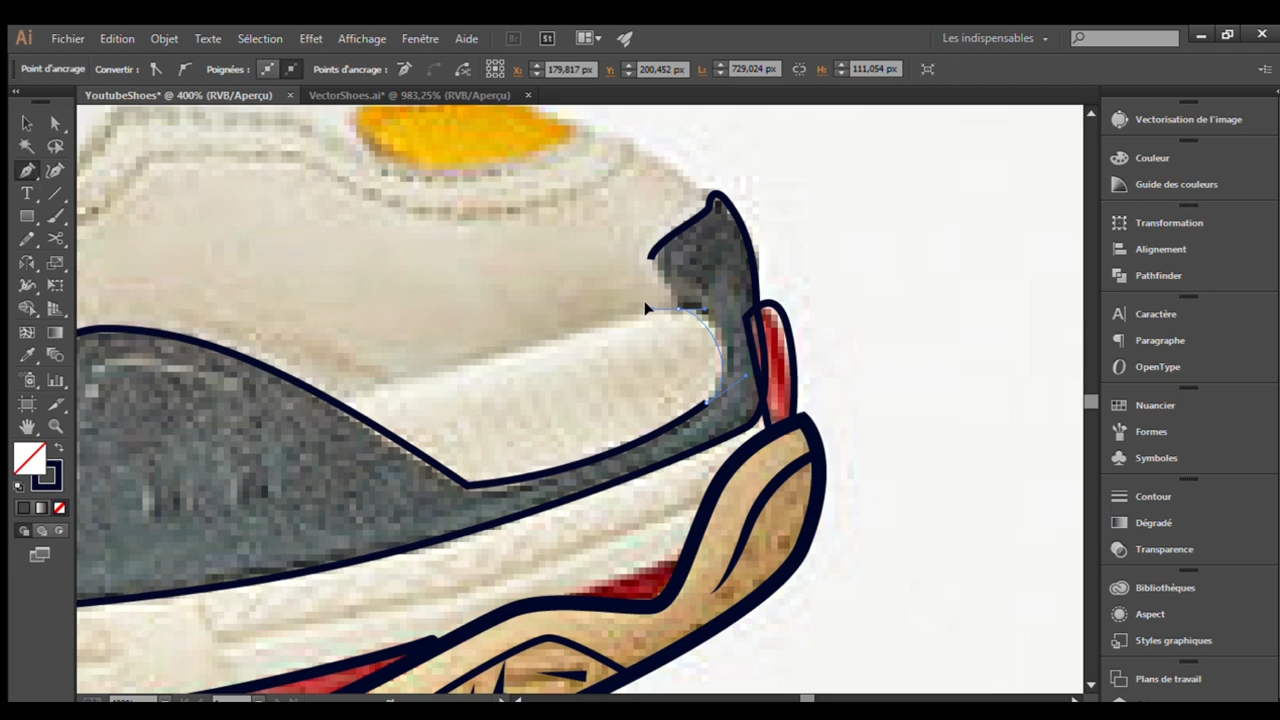 Ai Fichier Edition Objet Texte Sélection Effet Affichage Fenêtre Aide Br St Les indispensables
Point d'ancrage Convertir : Poignées : Points d'ancrage : X: 179,817 px Y: 200,452 px L: 729,024 px H: 111,054 px
YoutubeShoes* @ 400% (RVB/Aperçu) × VectorShoes.ai* @ 983,25% (RVB/Aperçu) ×
Vectorisation de l'image
Couleur
Guide des couleurs
Transformation
Alignement
Pathfinder
Caractère
Paragraphe
OpenType
Nuancier
Formes
Symboles
Contour
Dégradé
Transparence
Bibliothèques
Aspect
Styles graphiques
Plans de travail